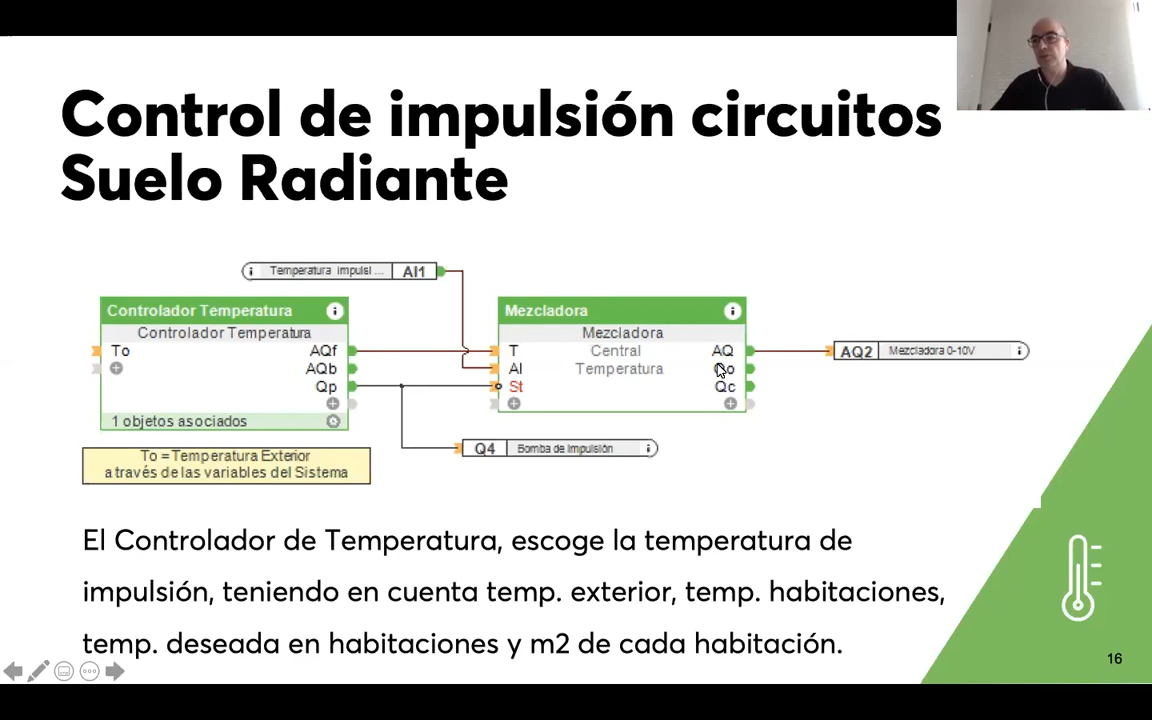 Control de impulsión circuitos
Suelo Radiante
Temperatura impulsi ... AI1
Controlador Temperatura
Controlador Temperatura
To AQf
AQb
Qp
1 objetos asociados
To =Temperatura Exterior
a través de las variables del Sistema
Mezcladora
Mezcladora
T Central AQ
AI Temperatura Qo
St Qc
AQ2 Mezcladora 0-10V
Q4 Bomba de Impulsión
El Controlador de Temperatura, escoge la temperatura de
impulsión, teniendo en cuenta temp. exterior, temp. habitaciones,
temp. deseada en habitaciones y m2 de cada habitación.
16